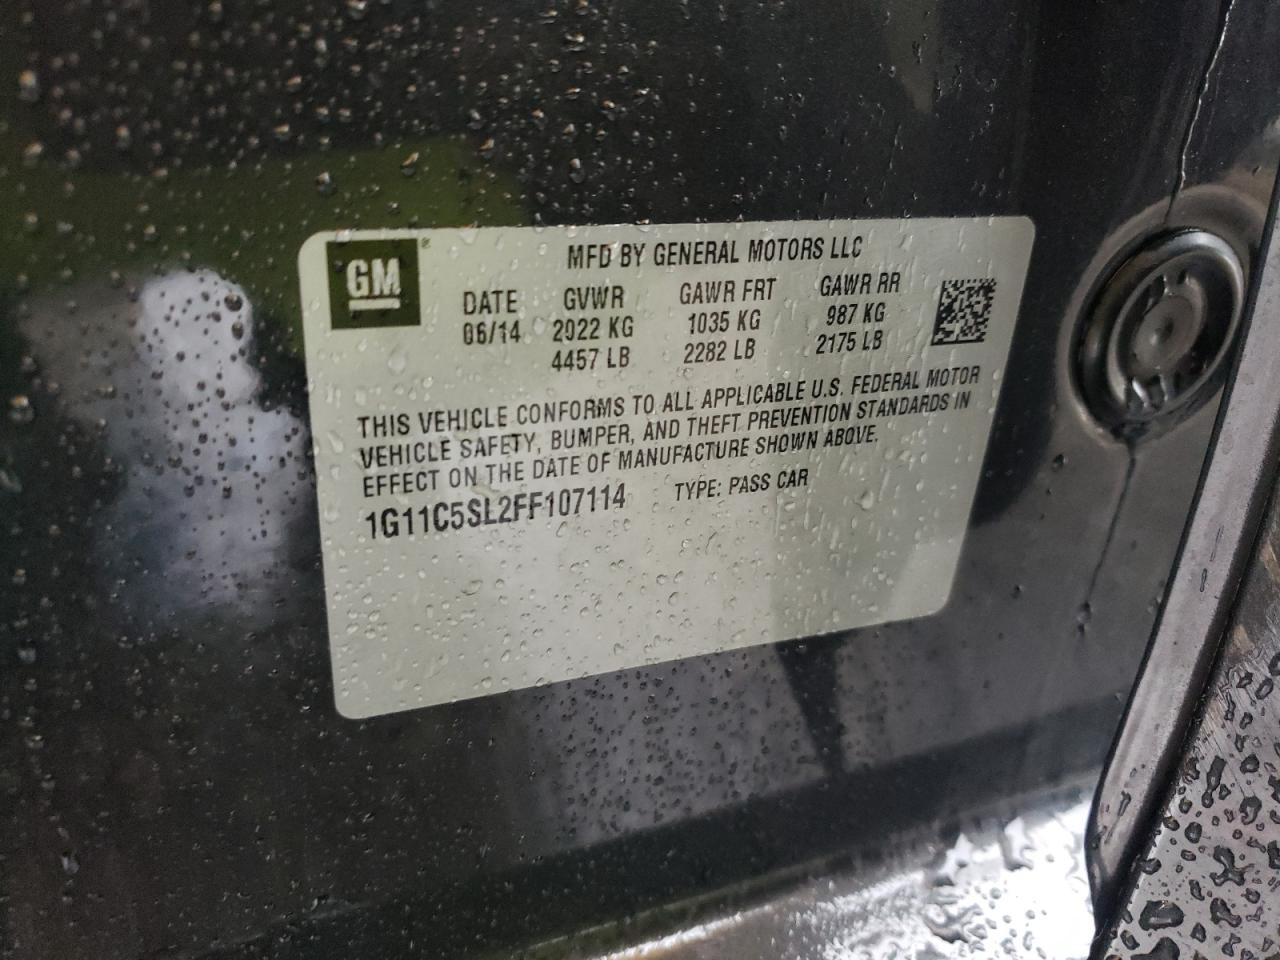 GM®
MFD BY GENERAL MOTORS LLC
DATE GVWR GAWR FRT GAWR RR
06/14 2022 KG 1035 KG 987 KG
4457 LB 2282 LB 2175 LB
THIS VEHICLE CONFORMS TO ALL APPLICABLE U.S. FEDERAL MOTOR
VEHICLE SAFETY, BUMPER, AND THEFT PREVENTION STANDARDS IN
EFFECT ON THE DATE OF MANUFACTURE SHOWN ABOVE.
1G11C5SL2FF107114 TYPE: PASS CAR